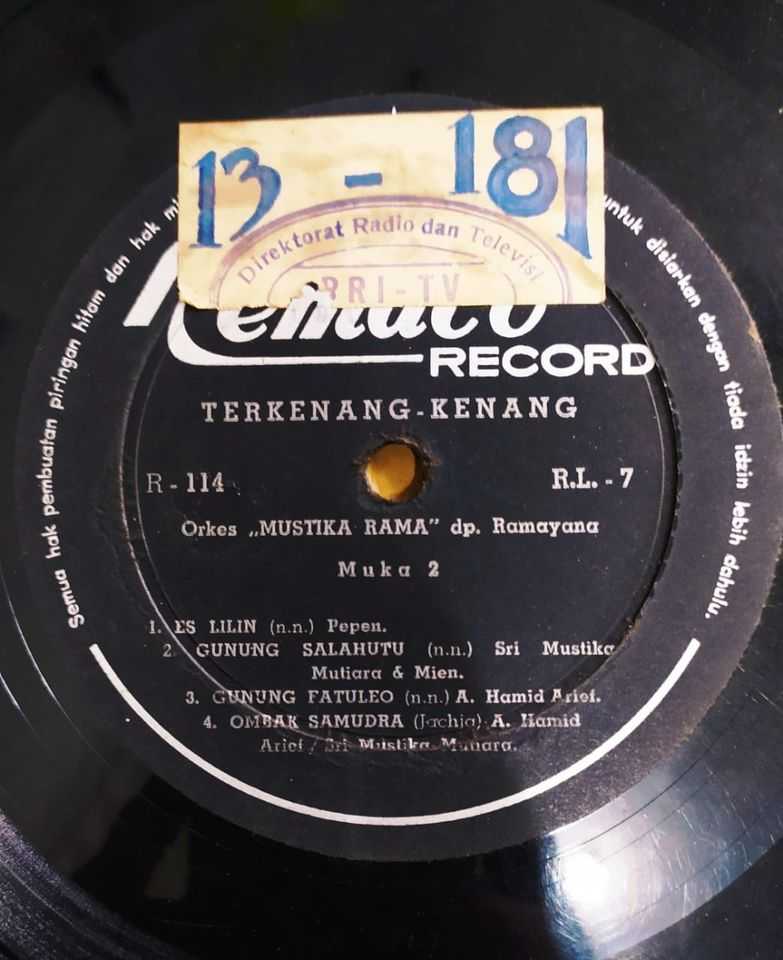 13 - 181
Direktorat Radio dan Televisi
RRI-TV
Remaco
RECORD
TERKENANG-KENANG
R - 114 R.L. - 7
Orkes „MUSTIKA RAMA” dp. Ramayana
Muka 2
1. ES LILIN (n.n.) Pepen.
2. GUNUNG SALAHUTU (n.n.) Sri Mustika
Mutiara & Mien.
3. GUNUNG FATULEO (n.n.) A. Hamid Arief.
4. OMBAK SAMUDRA (Jachja) A. Hamid
Arief / Sri Mustika Mutiara.
Semua hak pembuatan piringan hitam dan hak
untuk disiarkan dengan tiada idzin lebih dahulu.